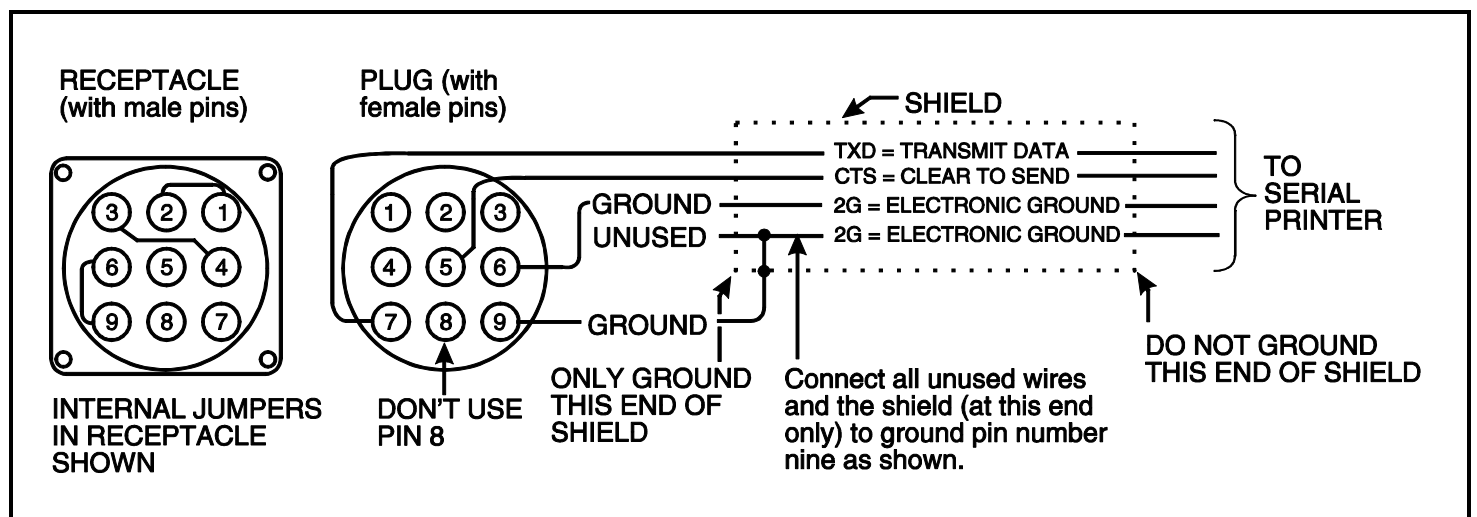 RECEPTACLE
(with male pins)
PLUG (with
female pins)
SHIELD
TXD = TRANSMIT DATA
CTS = CLEAR TO SEND
2G = ELECTRONIC GROUND
2G = ELECTRONIC GROUND
TO
SERIAL
PRINTER
GROUND
UNUSED
GROUND
3 2 1
6 5 4
9 8 7
1 2 3
4 5 6
7 8 9
INTERNAL JUMPERS
IN RECEPTACLE
SHOWN
DON'T USE
PIN 8
ONLY GROUND
THIS END OF
SHIELD
Connect all unused wires
and the shield (at this end
only) to ground pin number
nine as shown.
DO NOT GROUND
THIS END OF SHIELD